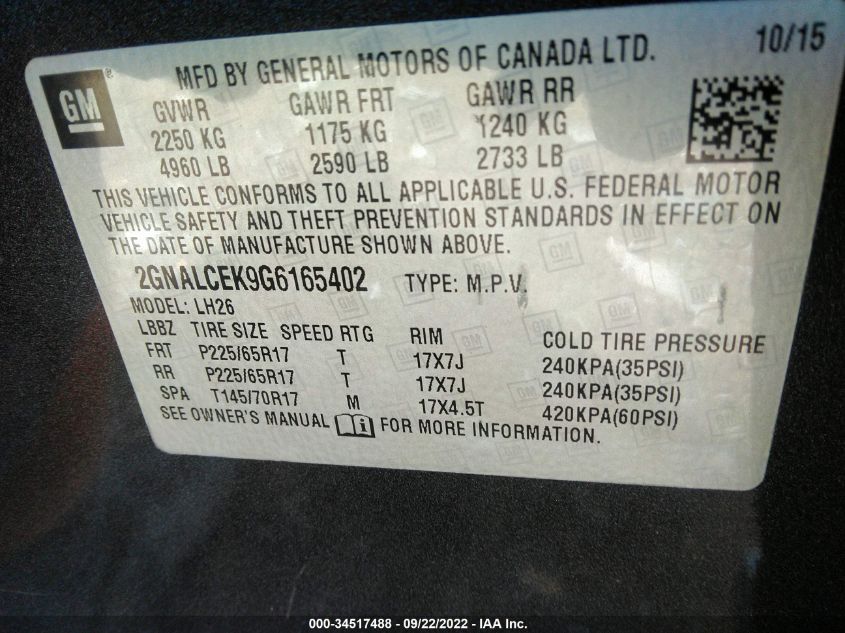 10/15
GM ® MFD BY GENERAL MOTORS OF CANADA LTD.
GVWR GAWR FRT GAWR RR
2250 KG 1175 KG 1240 KG
4960 LB 2590 LB 2733 LB
THIS VEHICLE CONFORMS TO ALL APPLICABLE U.S. FEDERAL MOTOR
VEHICLE SAFETY AND THEFT PREVENTION STANDARDS IN EFFECT ON
THE DATE OF MANUFACTURE SHOWN ABOVE.
2GNALCEK9G6165402 TYPE: M.P.V.
MODEL: LH26
LBBZ TIRE SIZE SPEED RTG RIM COLD TIRE PRESSURE
FRT P225/65R17 T 17X7J 240KPA(35PSI)
RR P225/65R17 T 17X7J 240KPA(35PSI)
SPA T145/70R17 M 17X4.5T 420KPA(60PSI)
SEE OWNER'S MANUAL i FOR MORE INFORMATION.
000-34517488 - 09/22/2022 - IAA Inc.